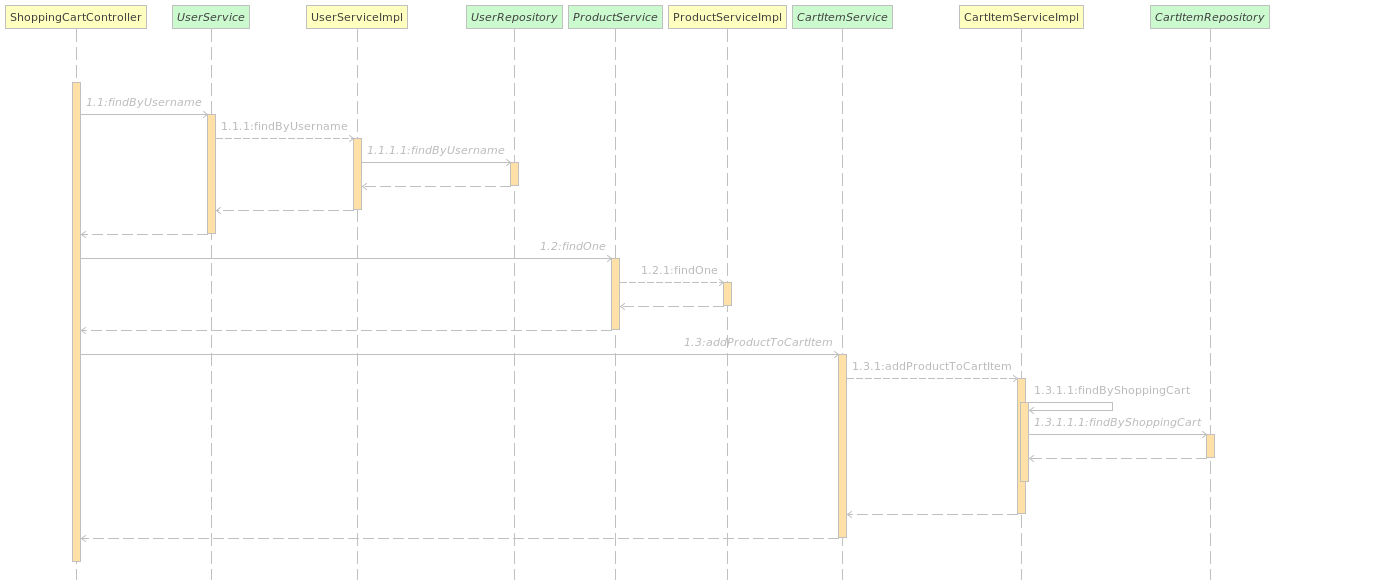 ShoppingCartController
UserService
UserServiceImpl
UserRepository
ProductService
ProductServiceImpl
CartItemService
CartItemServiceImpl
CartItemRepository
1.1:findByUsername
1.1.1:findByUsername
1.1.1.1:findByUsername
1.2:findOne
1.2.1:findOne
1.3:addProductToCartItem
1.3.1:addProductToCartItem
1.3.1.1:findByShoppingCart
1.3.1.1.1:findByShoppingCart